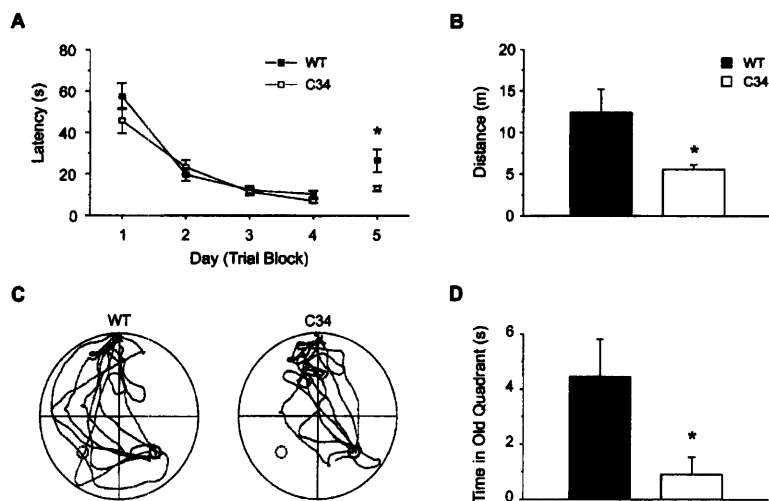 A
Latency (s)
80
60
40
20
0
1 2 3 4 5
Day (Trial Block)
WT
C34
*
B
Distance (m)
20
15
10
5
0
WT
C34
*
C
WT
C34
D
Time in Old Quadrant (s)
6
4
2
0
*